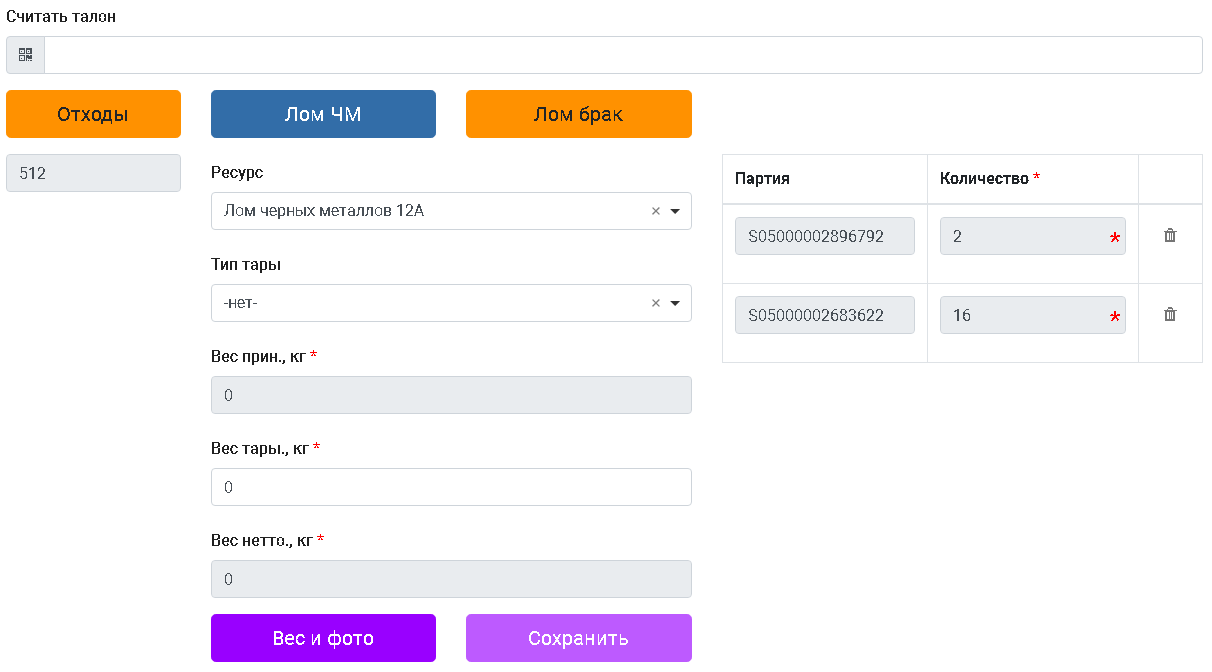 Считать талон
Отходы
Лом ЧМ
Лом брак
512
Ресурс
Лом черных металлов 12А
Тип тары
-нет-
Вес прин., кг *
0
Вес тары., кг *
0
Вес нетто., кг *
0
Вес и фото
Сохранить
Партия
Количество *
S05000002896792
2 *
S05000002683622
16 *